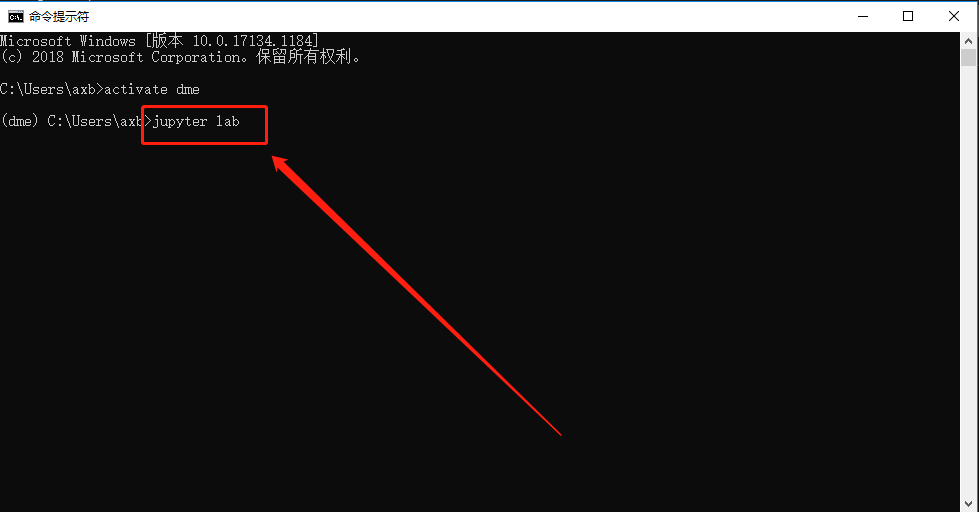 命令提示符
Microsoft Windows [版本 10.0.17134.1184]
(c) 2018 Microsoft Corporation。保留所有权利。
C:\Users\axb>activate dme
(dme) C:\Users\axb>jupyter lab